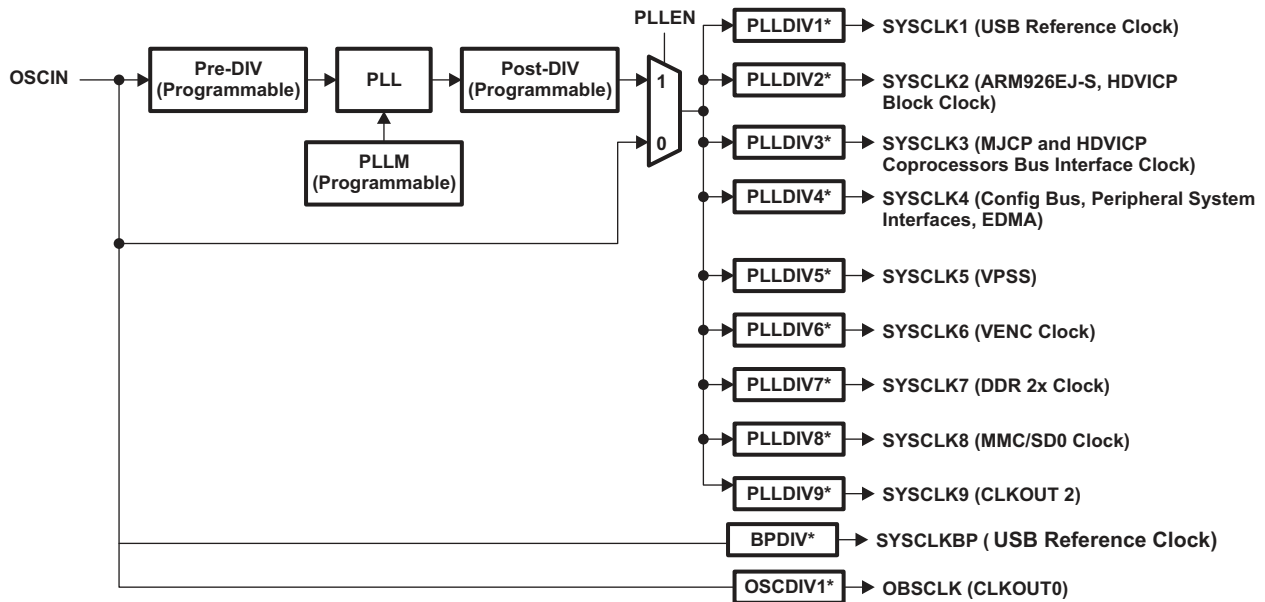 PLLEN
OSCIN
Pre-DIV
(Programmable)
PLL
Post-DIV
(Programmable)
PLLM
(Programmable)
1
0
PLLDIV1*
SYSCLK1 (USB Reference Clock)
PLLDIV2*
SYSCLK2 (ARM926EJ-S, HDVICP
Block Clock)
PLLDIV3*
SYSCLK3 (MJCP and HDVICP
Coprocessors Bus Interface Clock)
PLLDIV4*
SYSCLK4 (Config Bus, Peripheral System
Interfaces, EDMA)
PLLDIV5*
SYSCLK5 (VPSS)
PLLDIV6*
SYSCLK6 (VENC Clock)
PLLDIV7*
SYSCLK7 (DDR 2x Clock)
PLLDIV8*
SYSCLK8 (MMC/SD0 Clock)
PLLDIV9*
SYSCLK9 (CLKOUT 2)
BPDIV*
SYSCLKBP ( USB Reference Clock)
OSCDIV1*
OBSCLK (CLKOUT0)